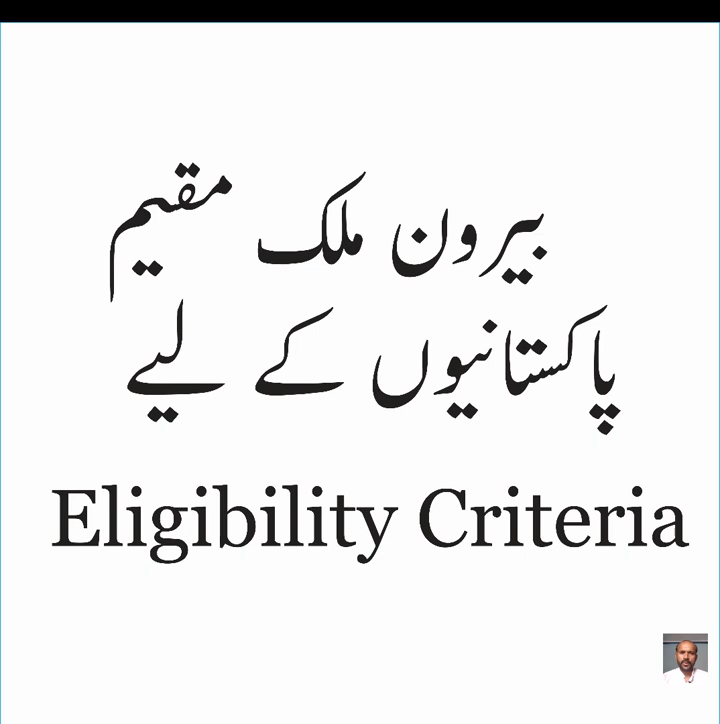 بیرون ملک مقیم
پاکستانیوں کے لیے
Eligibility Criteria